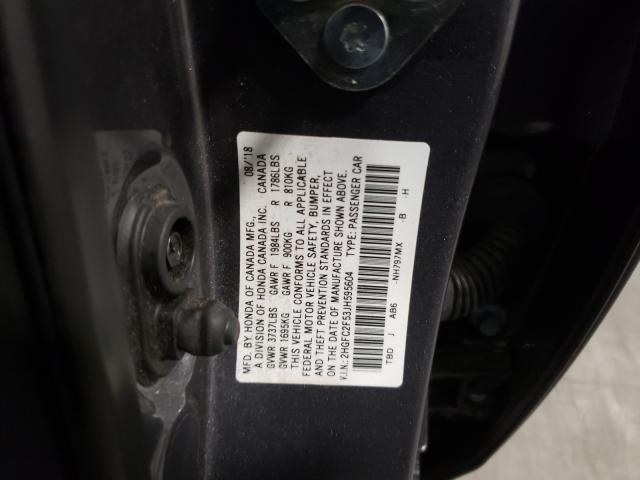 MFD. BY HONDA OF CANADA MFG., 08/'18
A DIVISION OF HONDA CANADA INC. CANADA
GVWR 3737LBS GAWR F 1984LBS R 1786LBS
GVWR 1695KG GAWR F 900KG R 810KG
THIS VEHICLE CONFORMS TO ALL APPLICABLE
FEDERAL MOTOR VEHICLE SAFETY, BUMPER,
AND THEFT PREVENTION STANDARDS IN EFFECT
ON THE DATE OF MANUFACTURE SHOWN ABOVE.
V.I.N.: 2HGFC2F53JH595604 TYPE: PASSENGER CAR
TBD J AB6 NH797MX B H